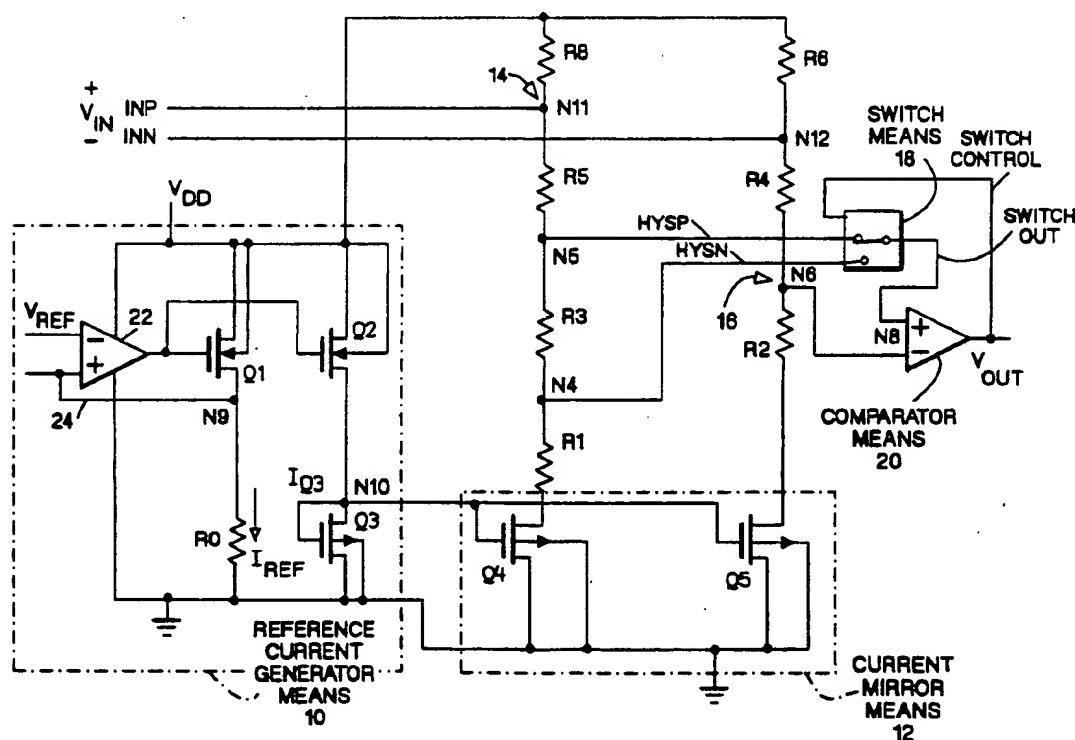 R8
R6
14
+
V IN INP
N11
- INN
N12
SWITCH
MEANS
18
SWITCH
CONTROL
R5
R4
SWITCH
OUT
V DD
HYSP
HYSN
N5
N6
16
V REF
22
-
+
Q1
Q2
R3
R2
N8
+
-
V OUT
24
N9
N4
COMPARATOR
MEANS
20
R1
I Q3
N10
Q3
R0
I REF
Q4
Q5
REFERENCE
CURRENT
GENERATOR
MEANS
10
CURRENT
MIRROR
MEANS
12